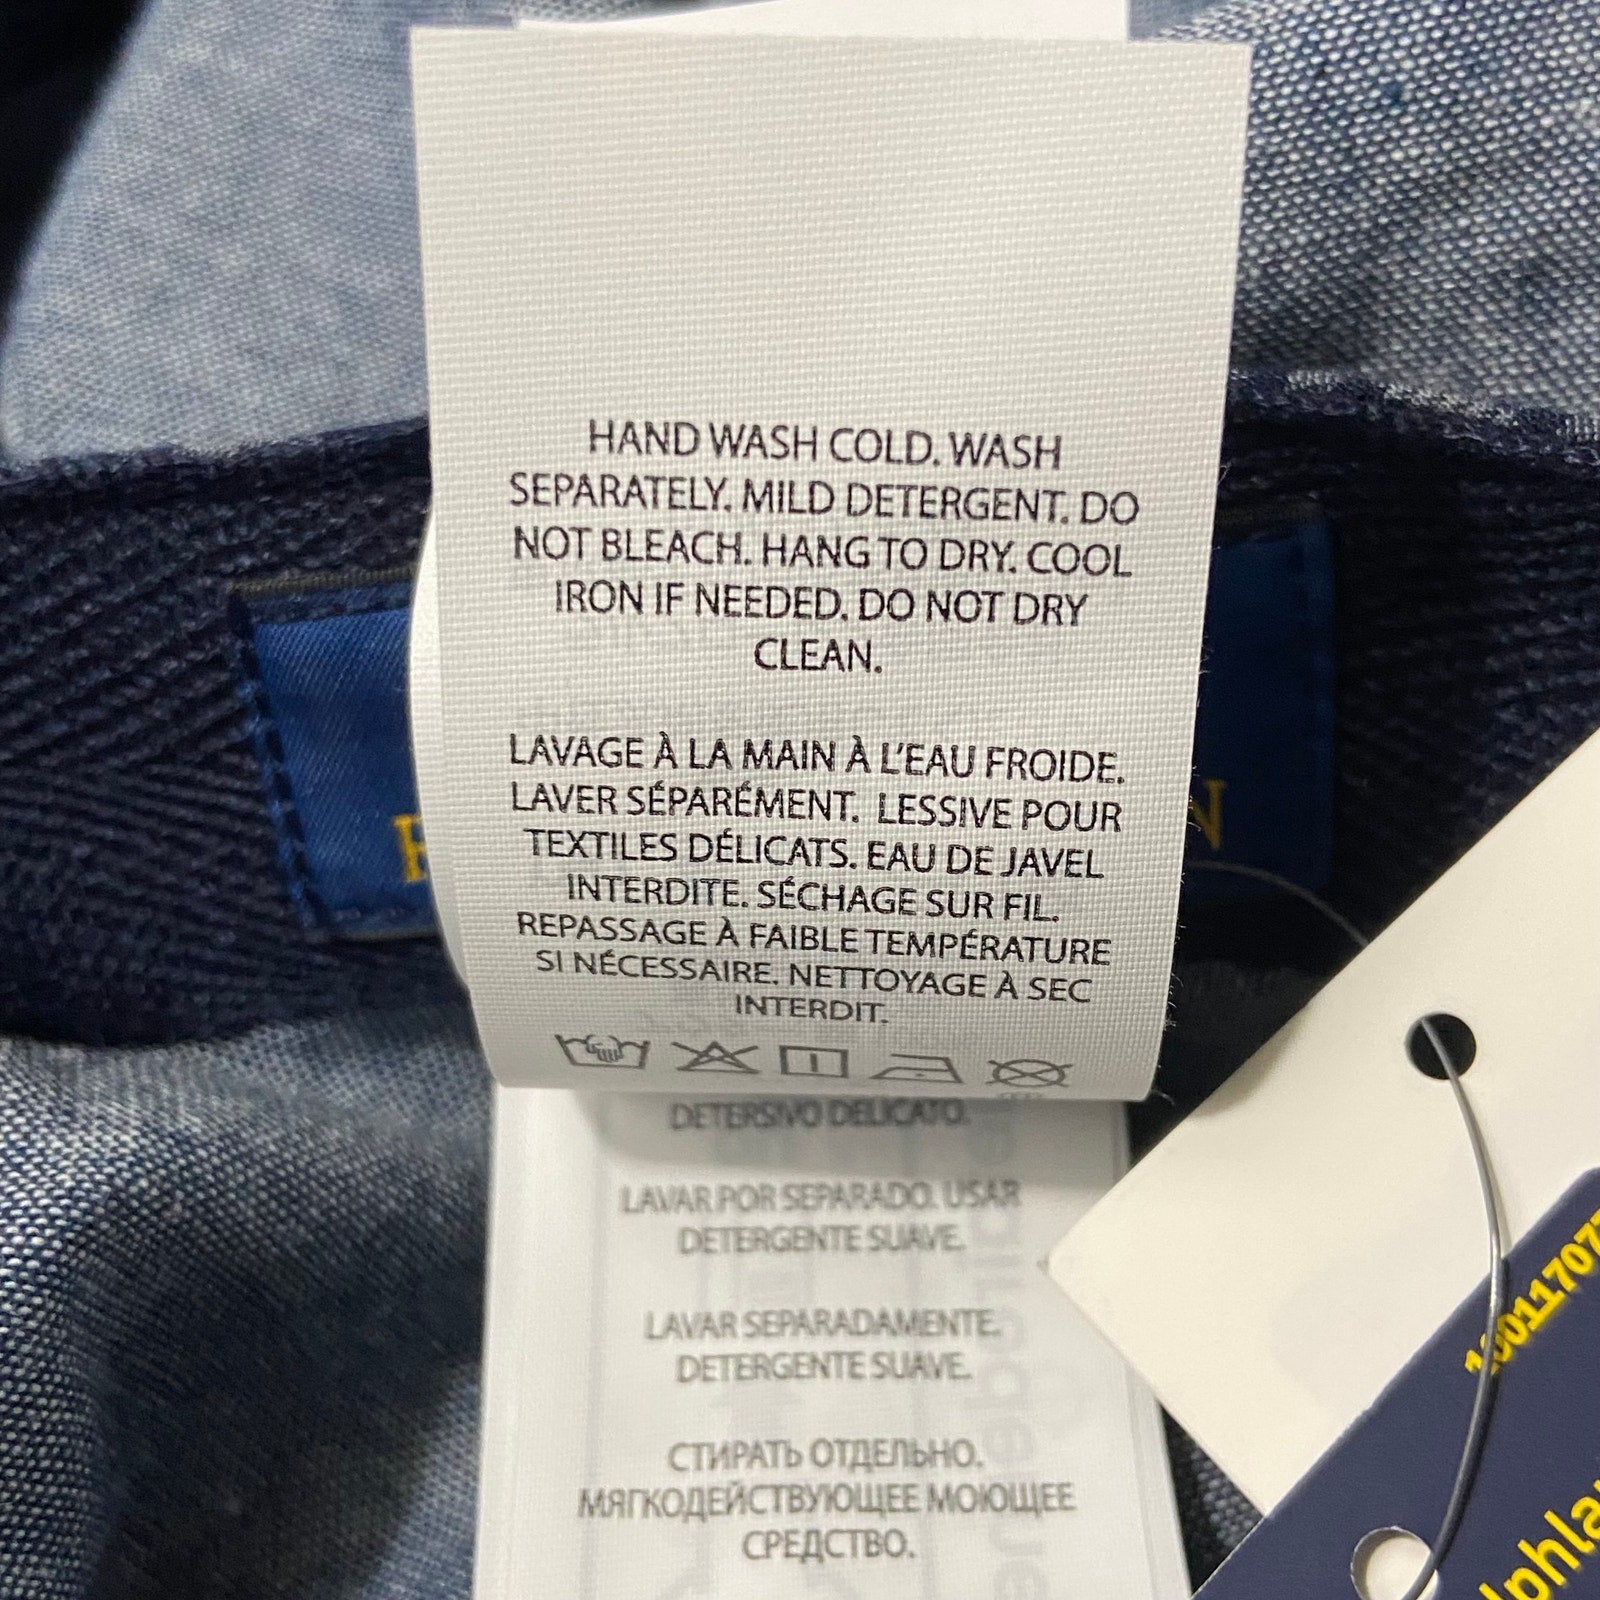 HAND WASH COLD. WASH
SEPARATELY. MILD DETERGENT. DO
NOT BLEACH. HANG TO DRY. COOL
IRON IF NEEDED. DO NOT DRY
CLEAN.
LAVAGE À LA MAIN À L'EAU FROIDE.
LAVER SÉPARÉMENT. LESSIVE POUR
TEXTILES DÉLICATS. EAU DE JAVEL
INTERDITE. SÉCHAGE SUR FIL.
REPASSAGE À FAIBLE TEMPÉRATURE
SI NÉCESSAIRE. NETTOYAGE À SEC
INTERDIT.
DETERSIVO DELICATO.
LAVAR POR SEPARADO. USAR
DETERGENTE SUAVE.
LAVAR SEPARADAMENTE.
DETERGENTE SUAVE.
СТИРАТЬ ОТДЕЛЬНО.
МЯГКОДЕЙСТВУЮЩЕЕ МОЮЩЕЕ
СРЕДСТВО.